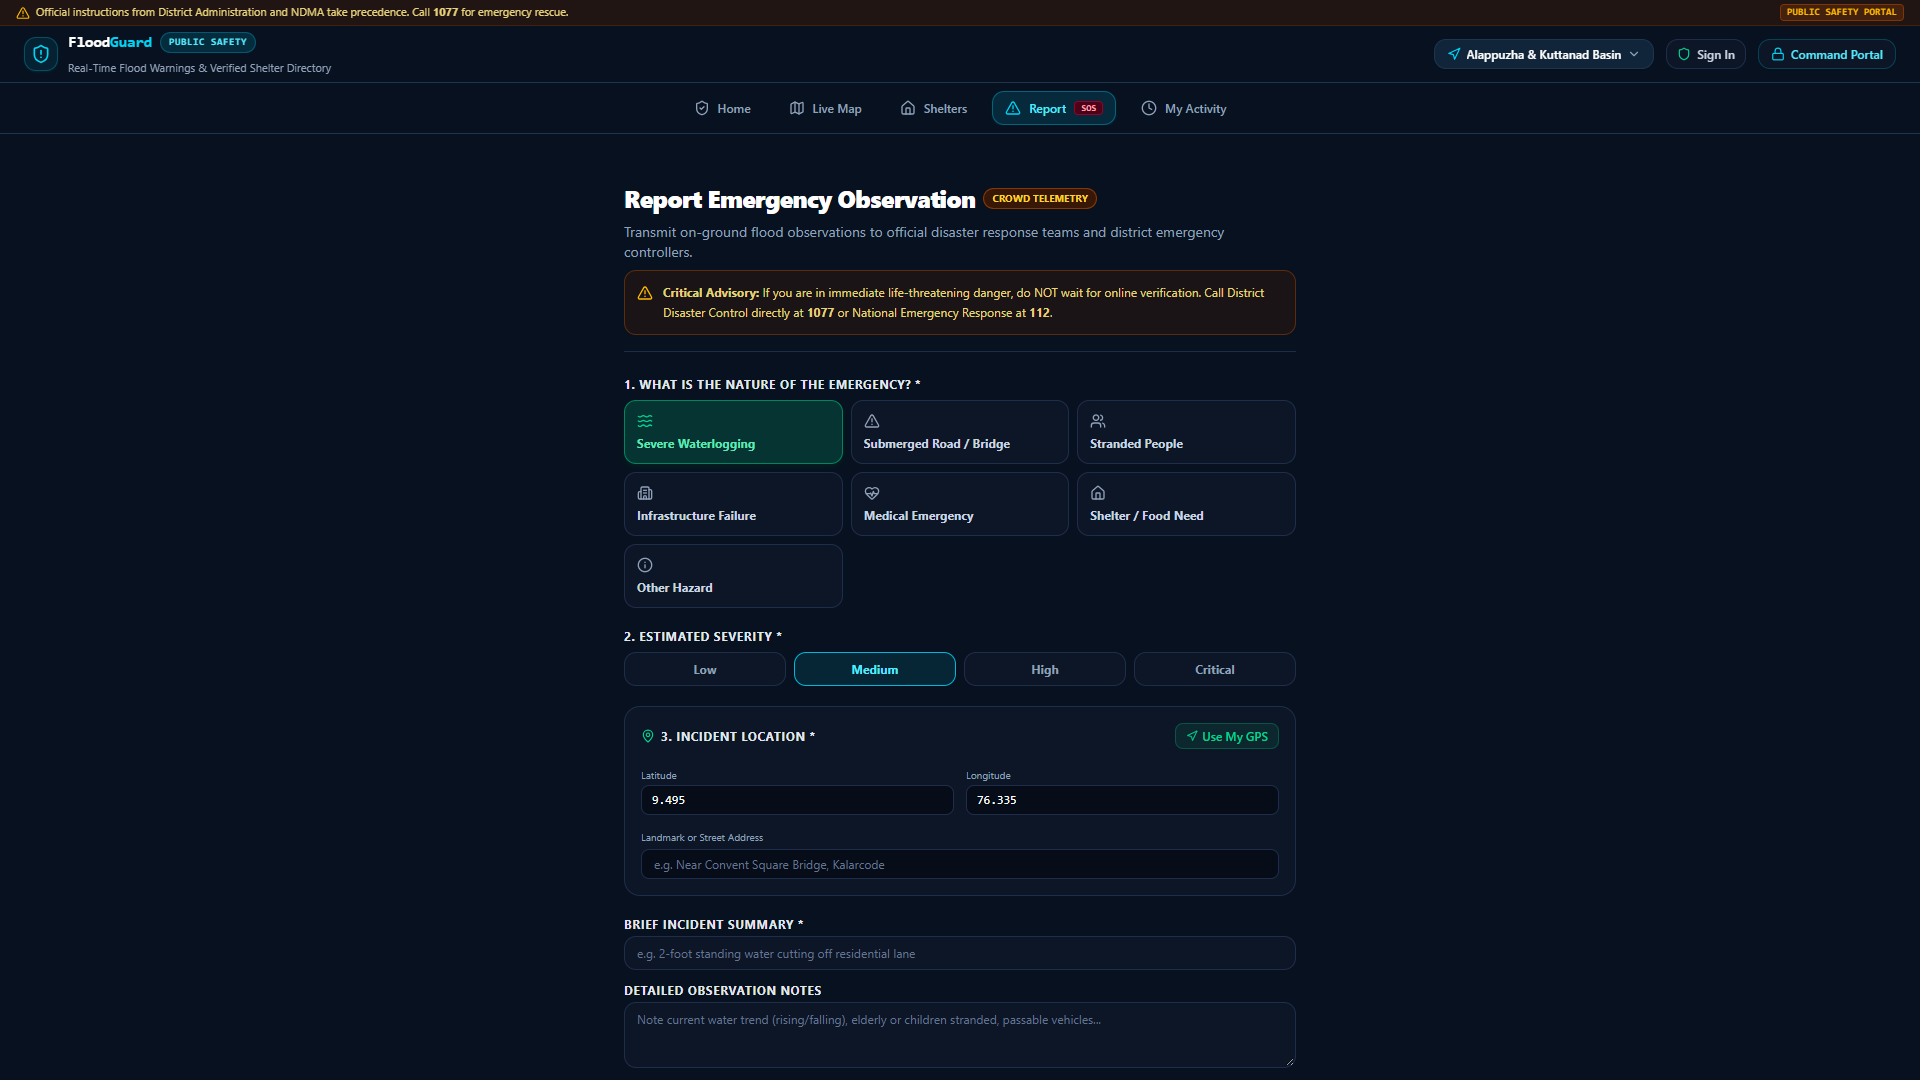 Official instructions from District Administration and NDMA take precedence. Call 1077 for emergency rescue.
PUBLIC SAFETY PORTAL
FloodGuard
PUBLIC SAFETY
Real-Time Flood Warnings & Verified Shelter Directory
Alappuzha & Kuttanad Basin
Sign In
Command Portal
Home
Live Map
Shelters
Report
SOS
My Activity
Report Emergency Observation
CROWD TELEMETRY
Transmit on-ground flood observations to official disaster response teams and district emergency
controllers.
Critical Advisory: If you are in immediate life-threatening danger, do NOT wait for online verification. Call District
Disaster Control directly at 1077 or National Emergency Response at 112.
1. WHAT IS THE NATURE OF THE EMERGENCY? *
Severe Waterlogging
Submerged Road / Bridge
Stranded People
Infrastructure Failure
Medical Emergency
Shelter / Food Need
Other Hazard
2. ESTIMATED SEVERITY *
Low
Medium
High
Critical
3. INCIDENT LOCATION *
Use My GPS
Latitude
Longitude
9.495
76.335
Landmark or Street Address
e.g. Near Convent Square Bridge, Kalarcode
BRIEF INCIDENT SUMMARY *
e.g. 2-foot standing water cutting off residential lane
DETAILED OBSERVATION NOTES
Note current water trend (rising/falling), elderly or children stranded, passable vehicles...